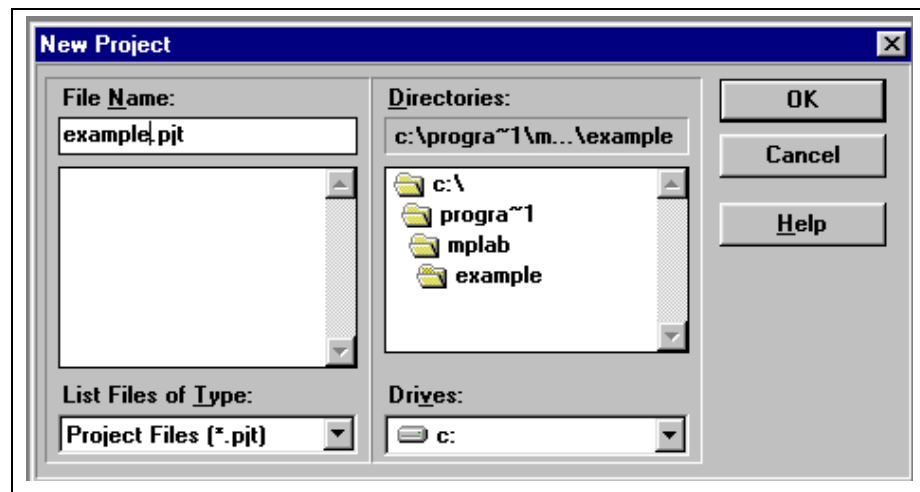 New Project
File Name:
example.pjt
List Files of Type:
Project Files (*.pjt)
Directories:
c:\progra~1\m...\example
c:\
progra~1
mplab
example
Drives:
c:
OK
Cancel
Help